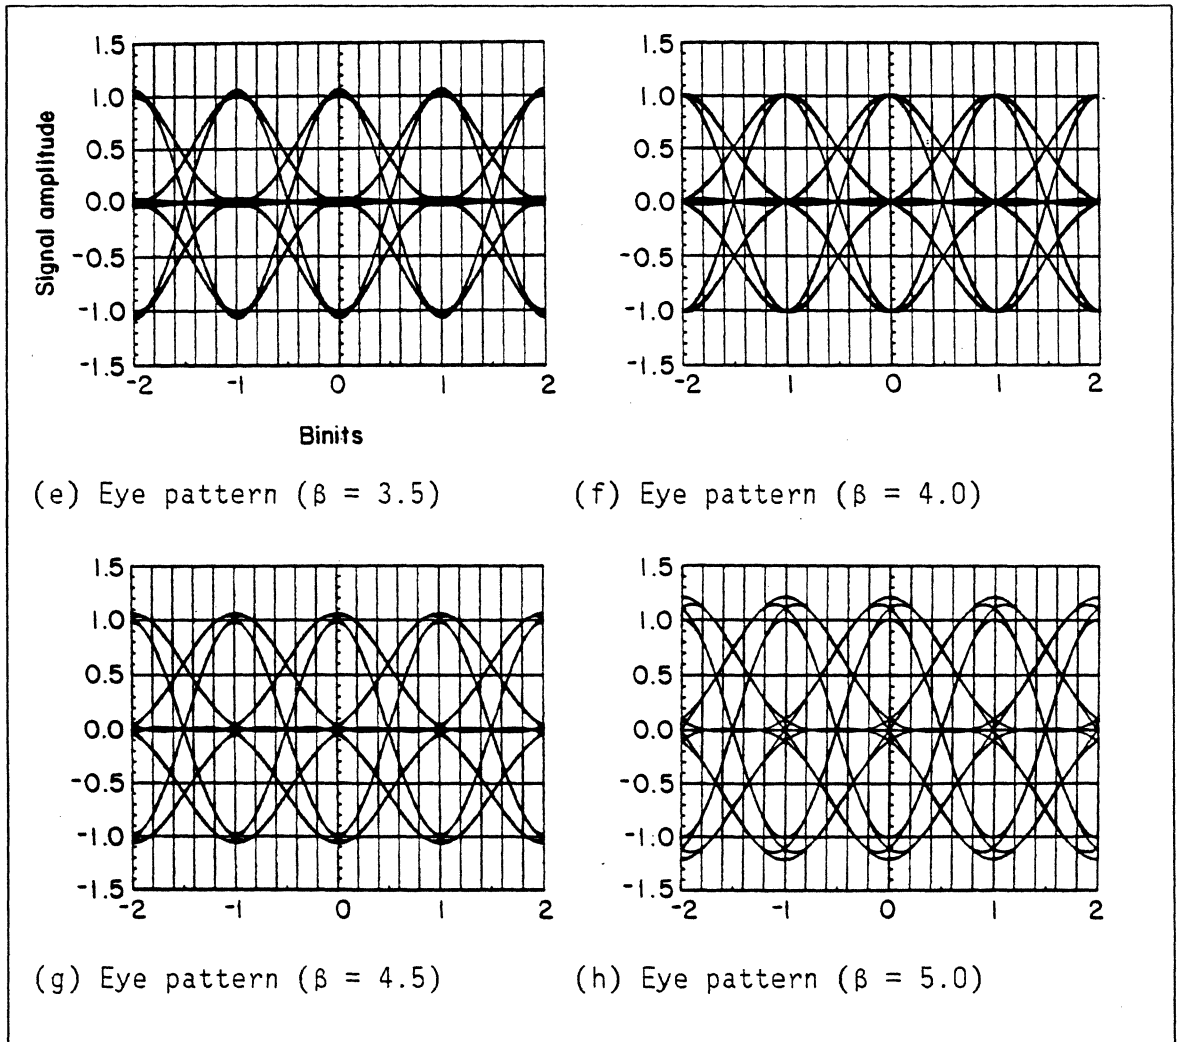 1.5
1.0
0.5
0.0
-0.5
-1.0
-1.5
-2 -1 0 1 2
Signal amplitude
Binits
1.5
1.0
0.5
0.0
-0.5
-1.0
-1.5
-2 1 0 1 2
(e) Eye pattern (β = 3.5)
(f) Eye pattern (β = 4.0)
1.5
1.0
0.5
0.0
-0.5
-1.0
-1.5
-2 -1 0 1 2
1.5
1.0
0.5
0.0
-0.5
-1.0
-1.5
-2 -1 0 1 2
(g) Eye pattern (β = 4.5)
(h) Eye pattern (β = 5.0)